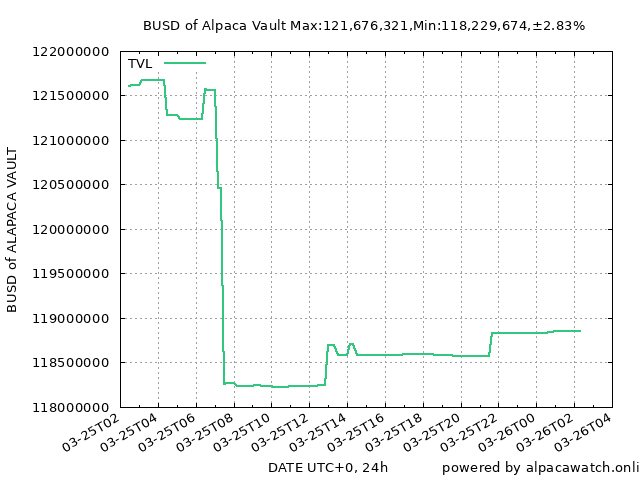 BUSD of Alpaca Vault Max:121,676,321,Min:118,229,674,±2.83%
TVL
122000000
121500000
121000000
120500000
120000000
119500000
119000000
118500000
118000000
BUSD of ALAPACA VAULT
03-25T02
03-25T04
03-25T06
03-25T08
03-25T10
03-25T12
03-25T14
03-25T16
03-25T18
03-25T20
03-25T22
03-26T00
03-26T02
03-26T04
DATE UTC+0, 24h
powered by alpacawatch.onli